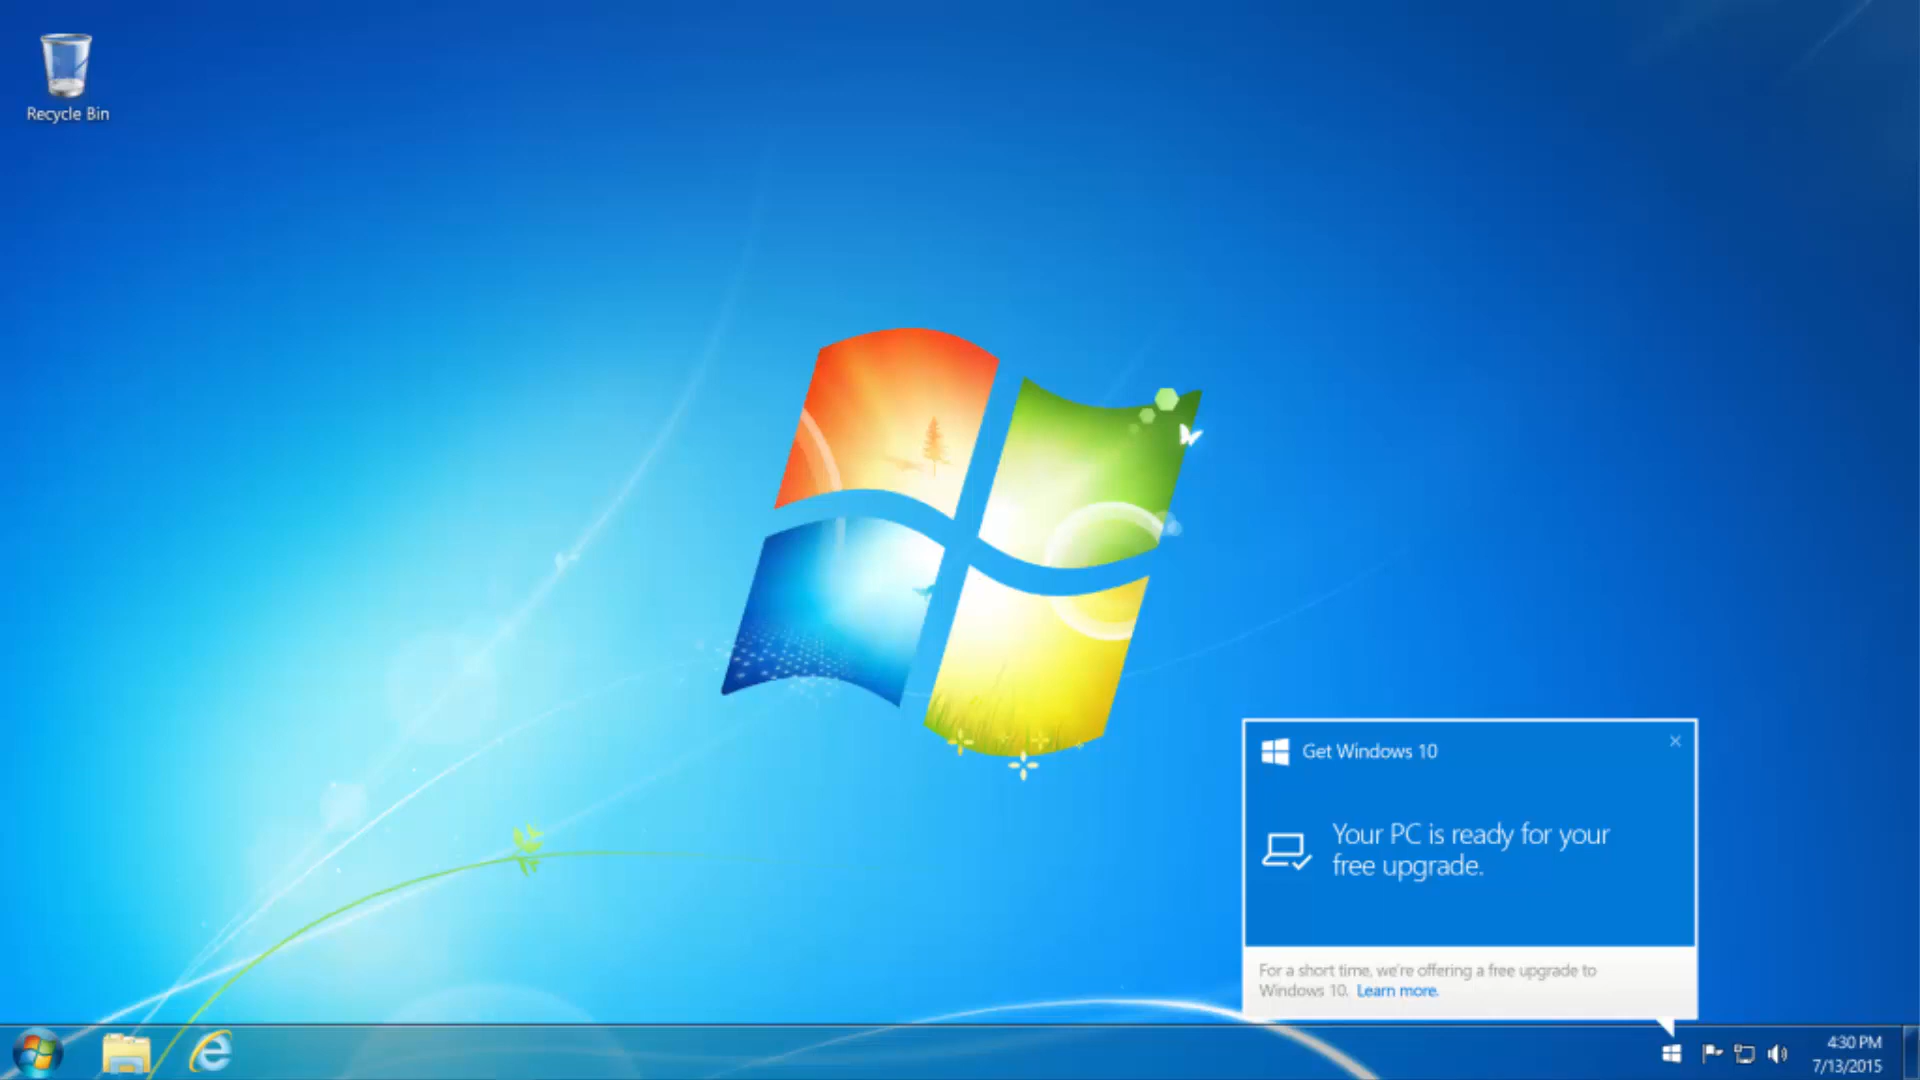 Recycle Bin
Get Windows 10
Your PC is ready for your
free upgrade.
For a short time, we're offering a free upgrade to
Windows 10. Learn more.
4:30 PM
7/13/2015